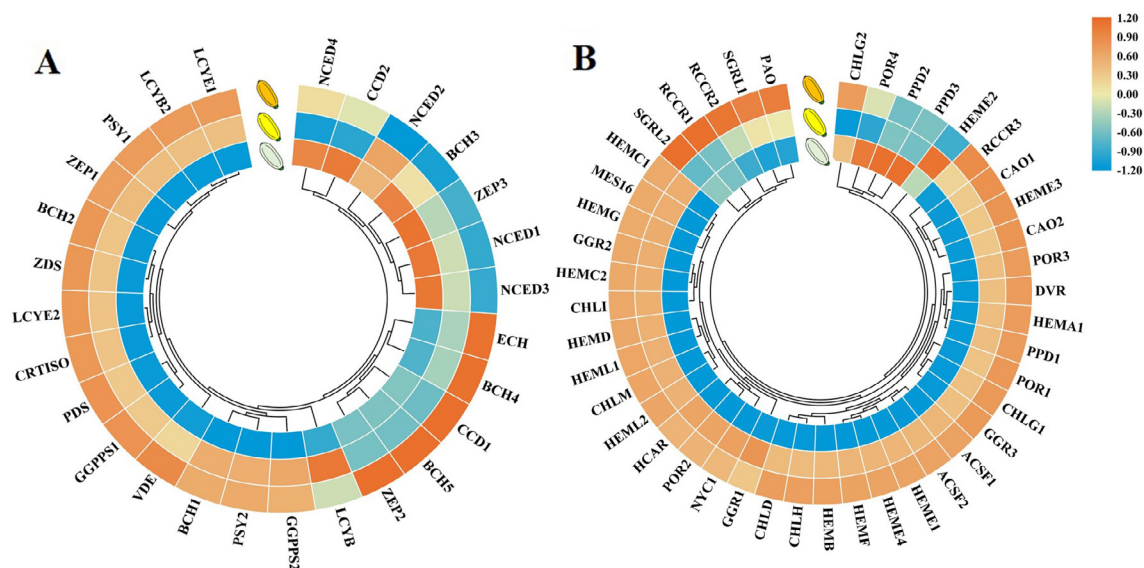 A
NCED4
CCD2
NCED2
BCH3
ZEP3
NCED1
NCED3
ECH
BCH4
CCD1
BCH5
ZEP2
LCYB
GGPPS2
PSY2
BCH1
VDE
GGPPS1
PDS
CRTISO
LCYE2
ZDS
BCH2
ZEP1
PSY1
LCYB2
LCYE1
B
CHLG2
POR4
PPD2
PPD3
HEME2
RCCR3
CAO1
HEME3
CAO2
POR3
DVR
HEMA1
PPD1
POR1
CHLG1
GGR3
ACSF1
ACSF2
HEME1
HEME4
HEMF
HEMB
CHLH
CHLD
GGR1
NYC1
POR2
HCAR
HEML2
CHLM
HEML1
HEMD
CHLI
HEMC2
GGR2
HEMG
MES16
HEMC1
SGRL2
RCCR1
RCCR2
SGRL1
PAO
1.20
0.90
0.60
0.30
0.00
-0.30
-0.60
-0.90
-1.20